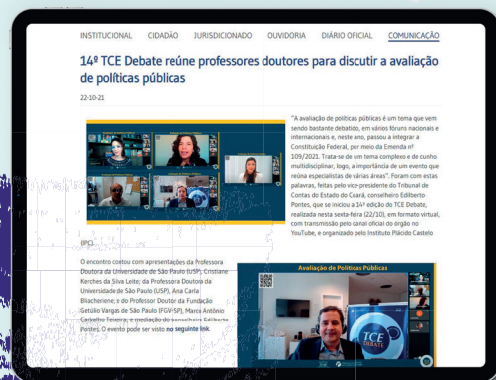 INSTITUCIONAL CIDADÃO JURISDICIONADO OUVIDORIA DIÁRIO OFICIAL COMUNICAÇÃO
14º TCE Debate reúne professores doutores para discutir a avaliação
de políticas públicas
22-10-21
"A avaliação de políticas públicas é um tema que vem
sendo bastante debatido, em vários fóruns nacionais e
internacionais e, neste ano, passou a integrar a
Constituição Federal, por meio da Emenda nº
109/2021. Trata-se de um tema complexo e de cunho
multidisciplinar, logo, a importância de um evento que
reúna especialistas de várias áreas". Foram com estas
palavras, feitas pelo vice-presidente do Tribunal de
Contas do Estado do Ceará, conselheiro Edilberto
Pontes, que se iniciou a 14ª edição do TCE Debate,
realizada nesta sexta-feira (22/10), em formato virtual,
com transmissão pelo canal oficial do órgão no
YouTube, e organizado pelo Instituto Plácido Castelo
(IPC).
O encontro contou com apresentações da Professora
Doutora da Universidade de São Paulo (USP), Cristiane
Kerches da Silva Leite; da Professora Doutora da
Universidade de São Paulo (USP), Ana Carla
Bliacheriene; e do Professor Doutor da Fundação
Getúlio Vargas de São Paulo (FGV-SP), Marco Antônio
Carvalho Teixeira, e mediação do conselheiro Edilberto
Pontes. O evento pode ser visto no seguinte link.
Avaliação de Políticas Públicas
TCE
DEBATE